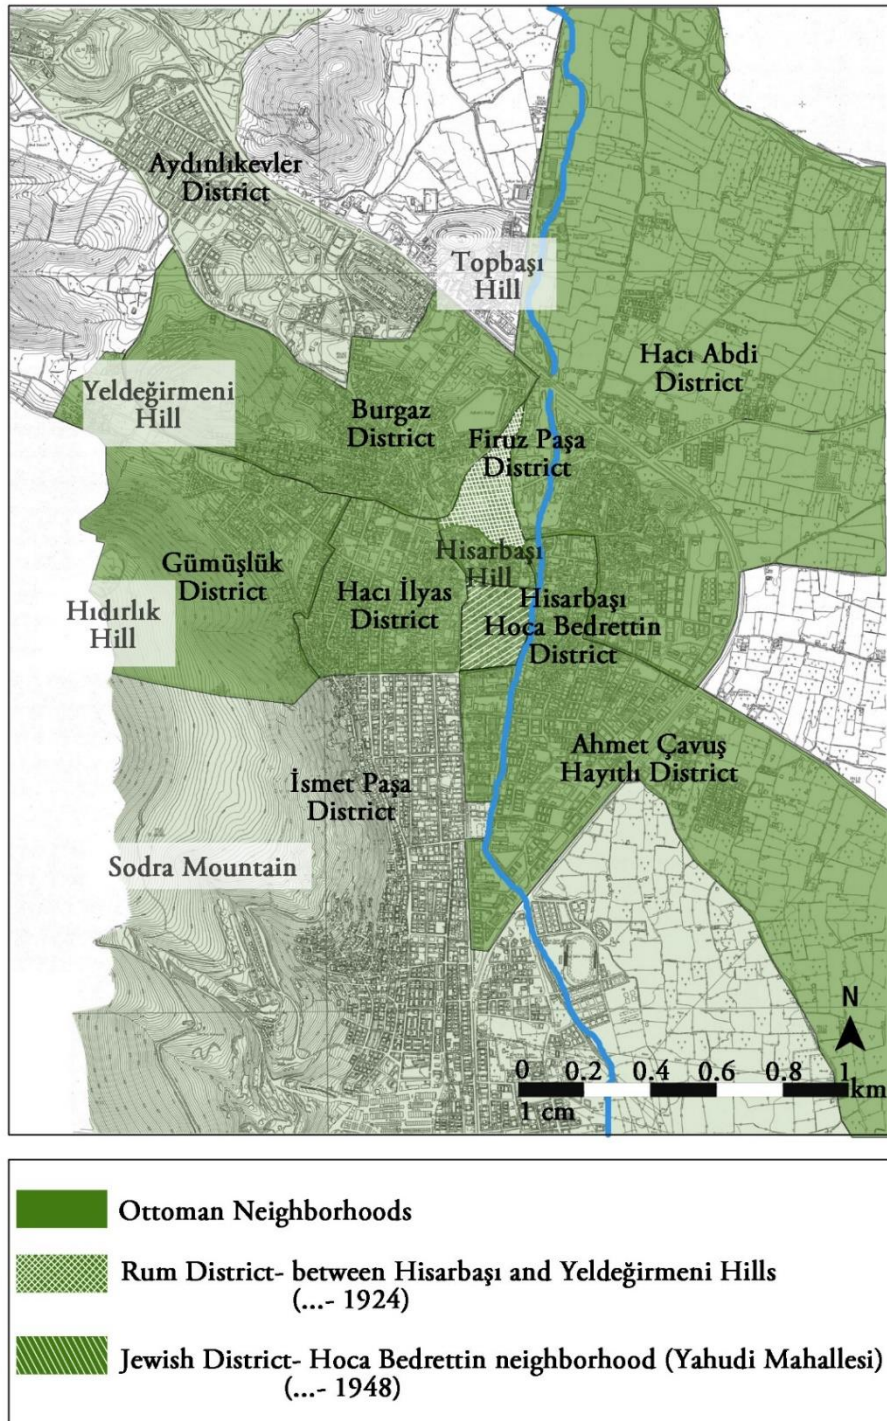 Aydınlıkevler
District
Topbaşı
Hill
Hacı Abdi
District
Yeldeğirmeni
Hill
Burgaz
District
Firuz Paşa
District
Gümüşlük
District
Hisarbaşı
Hill
Hacı İlyas
District
Hisarbaşı
Hoca Bedrettin
District
Hıdırlık
Hill
Ahmet Çavuş
Hayıtlı District
İsmet Paşa
District
Sodra Mountain
N
0 0.2 0.4 0.6 0.8 1
km
1 cm
Ottoman Neighborhoods
Rum District- between Hisarbaşı and Yeldeğirmeni Hills
(...- 1924)
Jewish District- Hoca Bedrettin neighborhood (Yahudi Mahallesi)
(...- 1948)